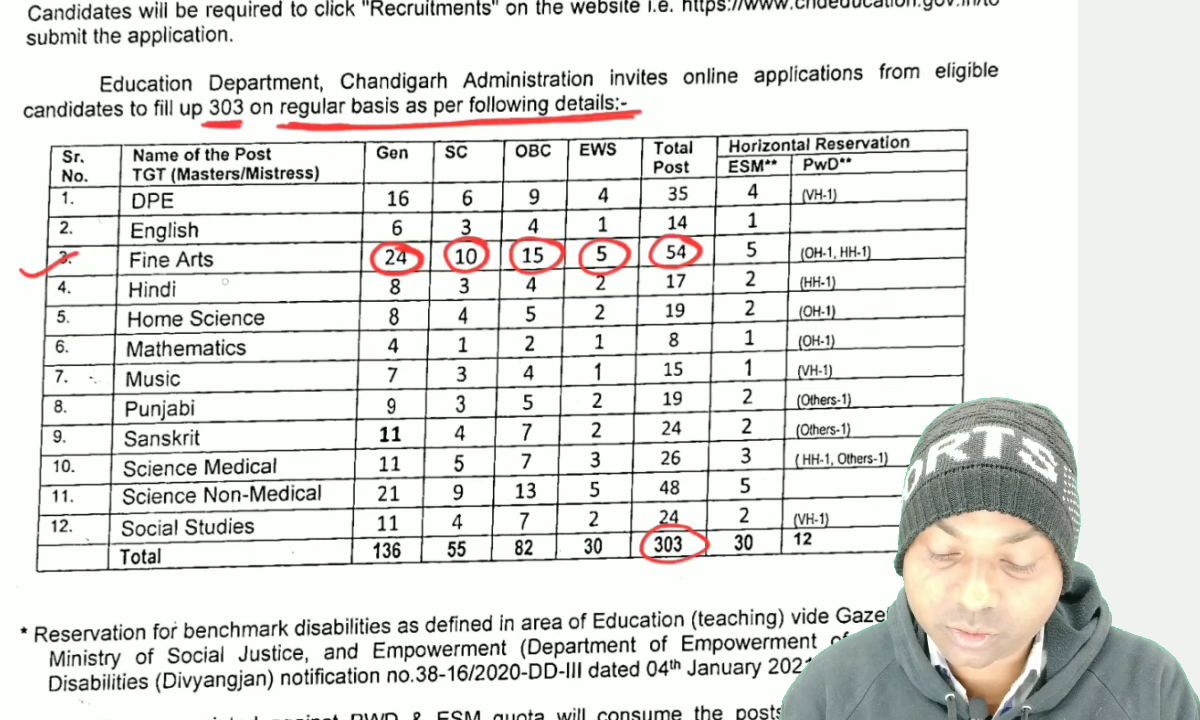 Candidates will be required to click "Recruitments" on the website i.e. https://www.chdeducation.gov.in/to
submit the application.
Education Department, Chandigarh Administration invites online applications from eligible
candidates to fill up 303 on regular basis as per following details:-
Sr. No. Name of the Post TGT (Masters/Mistress) Gen SC OBC EWS Total Post Horizontal Reservation ESM** PwD**
1. DPE 16 6 9 4 35 4 (VH-1)
2. English 6 3 4 1 14 1
3. Fine Arts 24 10 15 5 54 5 (OH-1, HH-1)
4. Hindi 8 3 4 2 17 2 (HH-1)
5. Home Science 8 4 5 2 19 2 (OH-1)
6. Mathematics 4 1 2 1 8 1 (OH-1)
7. Music 7 3 4 1 15 1 (VH-1)
8. Punjabi 9 3 5 2 19 2 (Others-1)
9. Sanskrit 11 4 7 2 24 2 (Others-1)
10. Science Medical 11 5 7 3 26 3 ( HH-1, Others-1)
11. Science Non-Medical 21 9 13 5 48 5
12. Social Studies 11 4 7 2 24 2 (VH-1)
Total 136 55 82 30 303 30 12
* Reservation for benchmark disabilities as defined in area of Education (teaching) vide
Ministry of Social Justice, and Empowerment (Department of Empowerment of
Disabilities (Divyangjan) notification no.38-16/2020-DD-III dated 04th January 2021
against PWD & ESM quota will consume the posts
ORTS